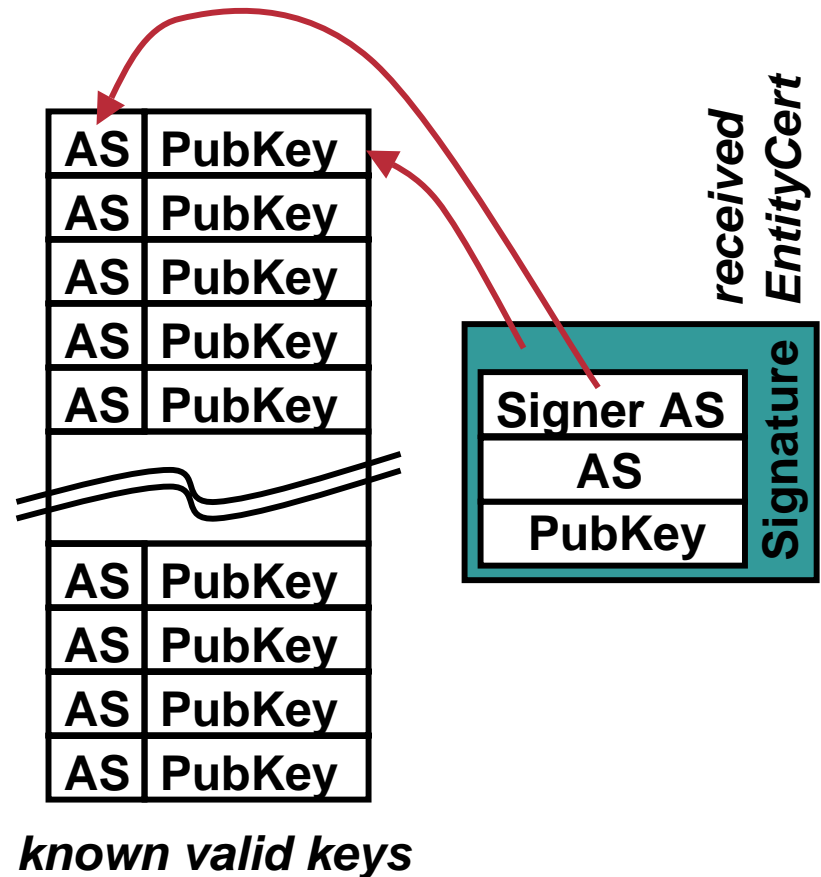 AS PubKey
AS PubKey
AS PubKey
AS PubKey
AS PubKey
AS PubKey
AS PubKey
AS PubKey
AS PubKey
known valid keys
received
EntityCert
Signer AS
AS
PubKey
Signature